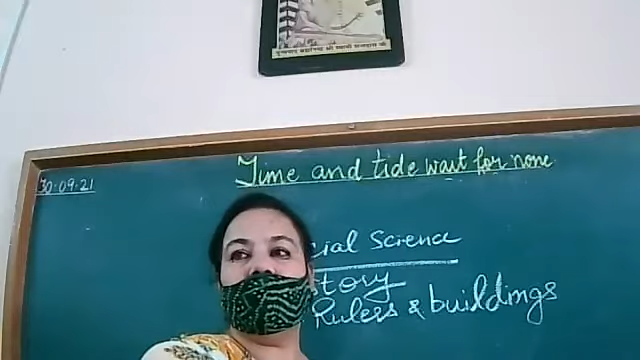 30.09.21
Time and tide wait for none
cial Science
story
Rulers & buildings